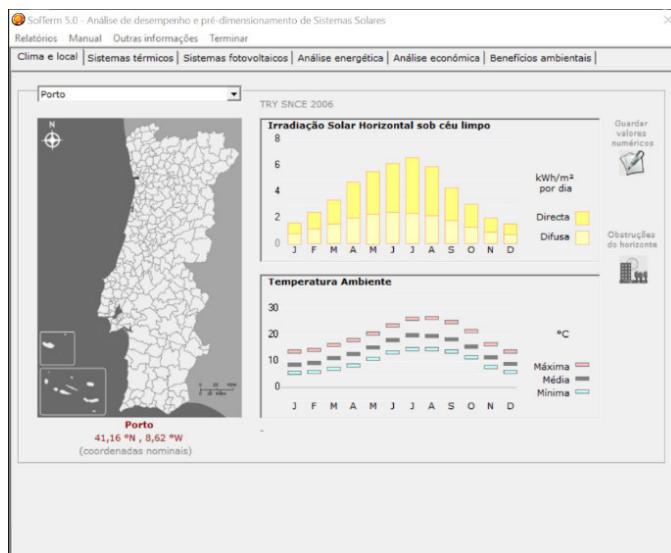 SolTerm 5.0 - Análise de desempenho e pré-dimensionamento de Sistemas Solares
Relatórios Manual Outras informações Terminar
Clima e local Sistemas térmicos Sistemas fotovoltaicos Análise energética Análise económica Benefícios ambientais
Porto
TRY SNCE 2006
N
Porto
41,16 °N , 8,62 °W
(coordenadas nominais)
Irradiação Solar Horizontal sob céu limpo
8
6
4
2
0
J F M A M J J A S O N D
kWh/m²
por dia
Directa
Difusa
Temperatura Ambiente
30
20
10
0
J F M A M J J A S O N D
°C
Máxima
Média
Mínima
-
Guardar
valores
numéricos
Obstruções
do horizonte